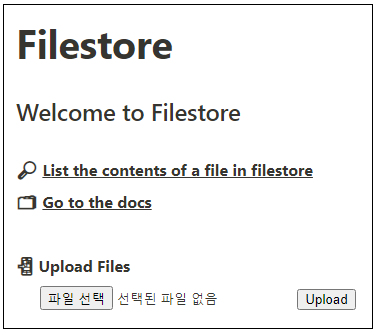 Filestore
Welcome to Filestore
List the contents of a file in filestore
Go to the docs
Upload Files
파일 선택 선택된 파일 없음 Upload